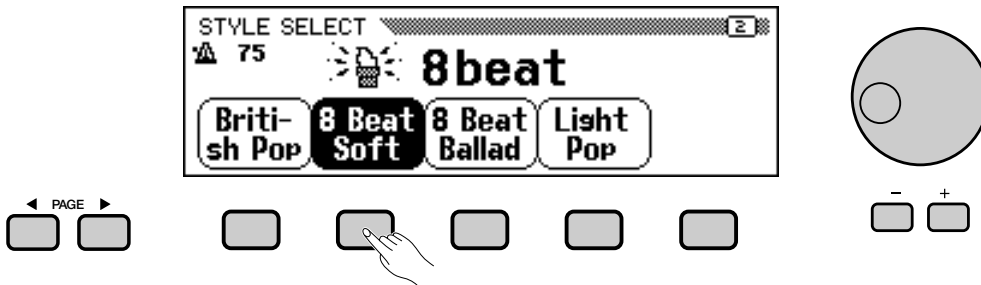 STYLE SELECT 2
75
8beat
Briti-
sh Pop
8 Beat
Soft
8 Beat
Ballad
Light
Pop
◀ PAGE ▶
− +